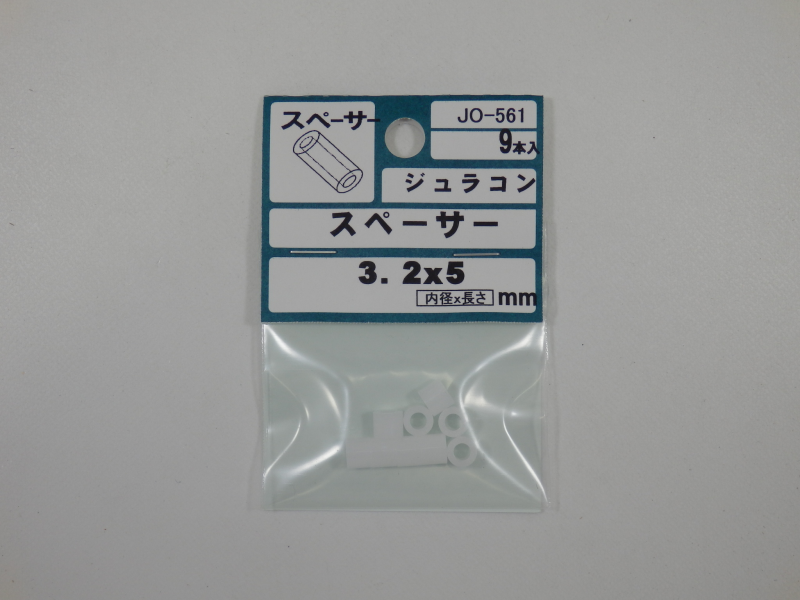 スペーサー
JO-561
9本入
ジュラコン
スペーサー
3.2x5
内径x長さ mm